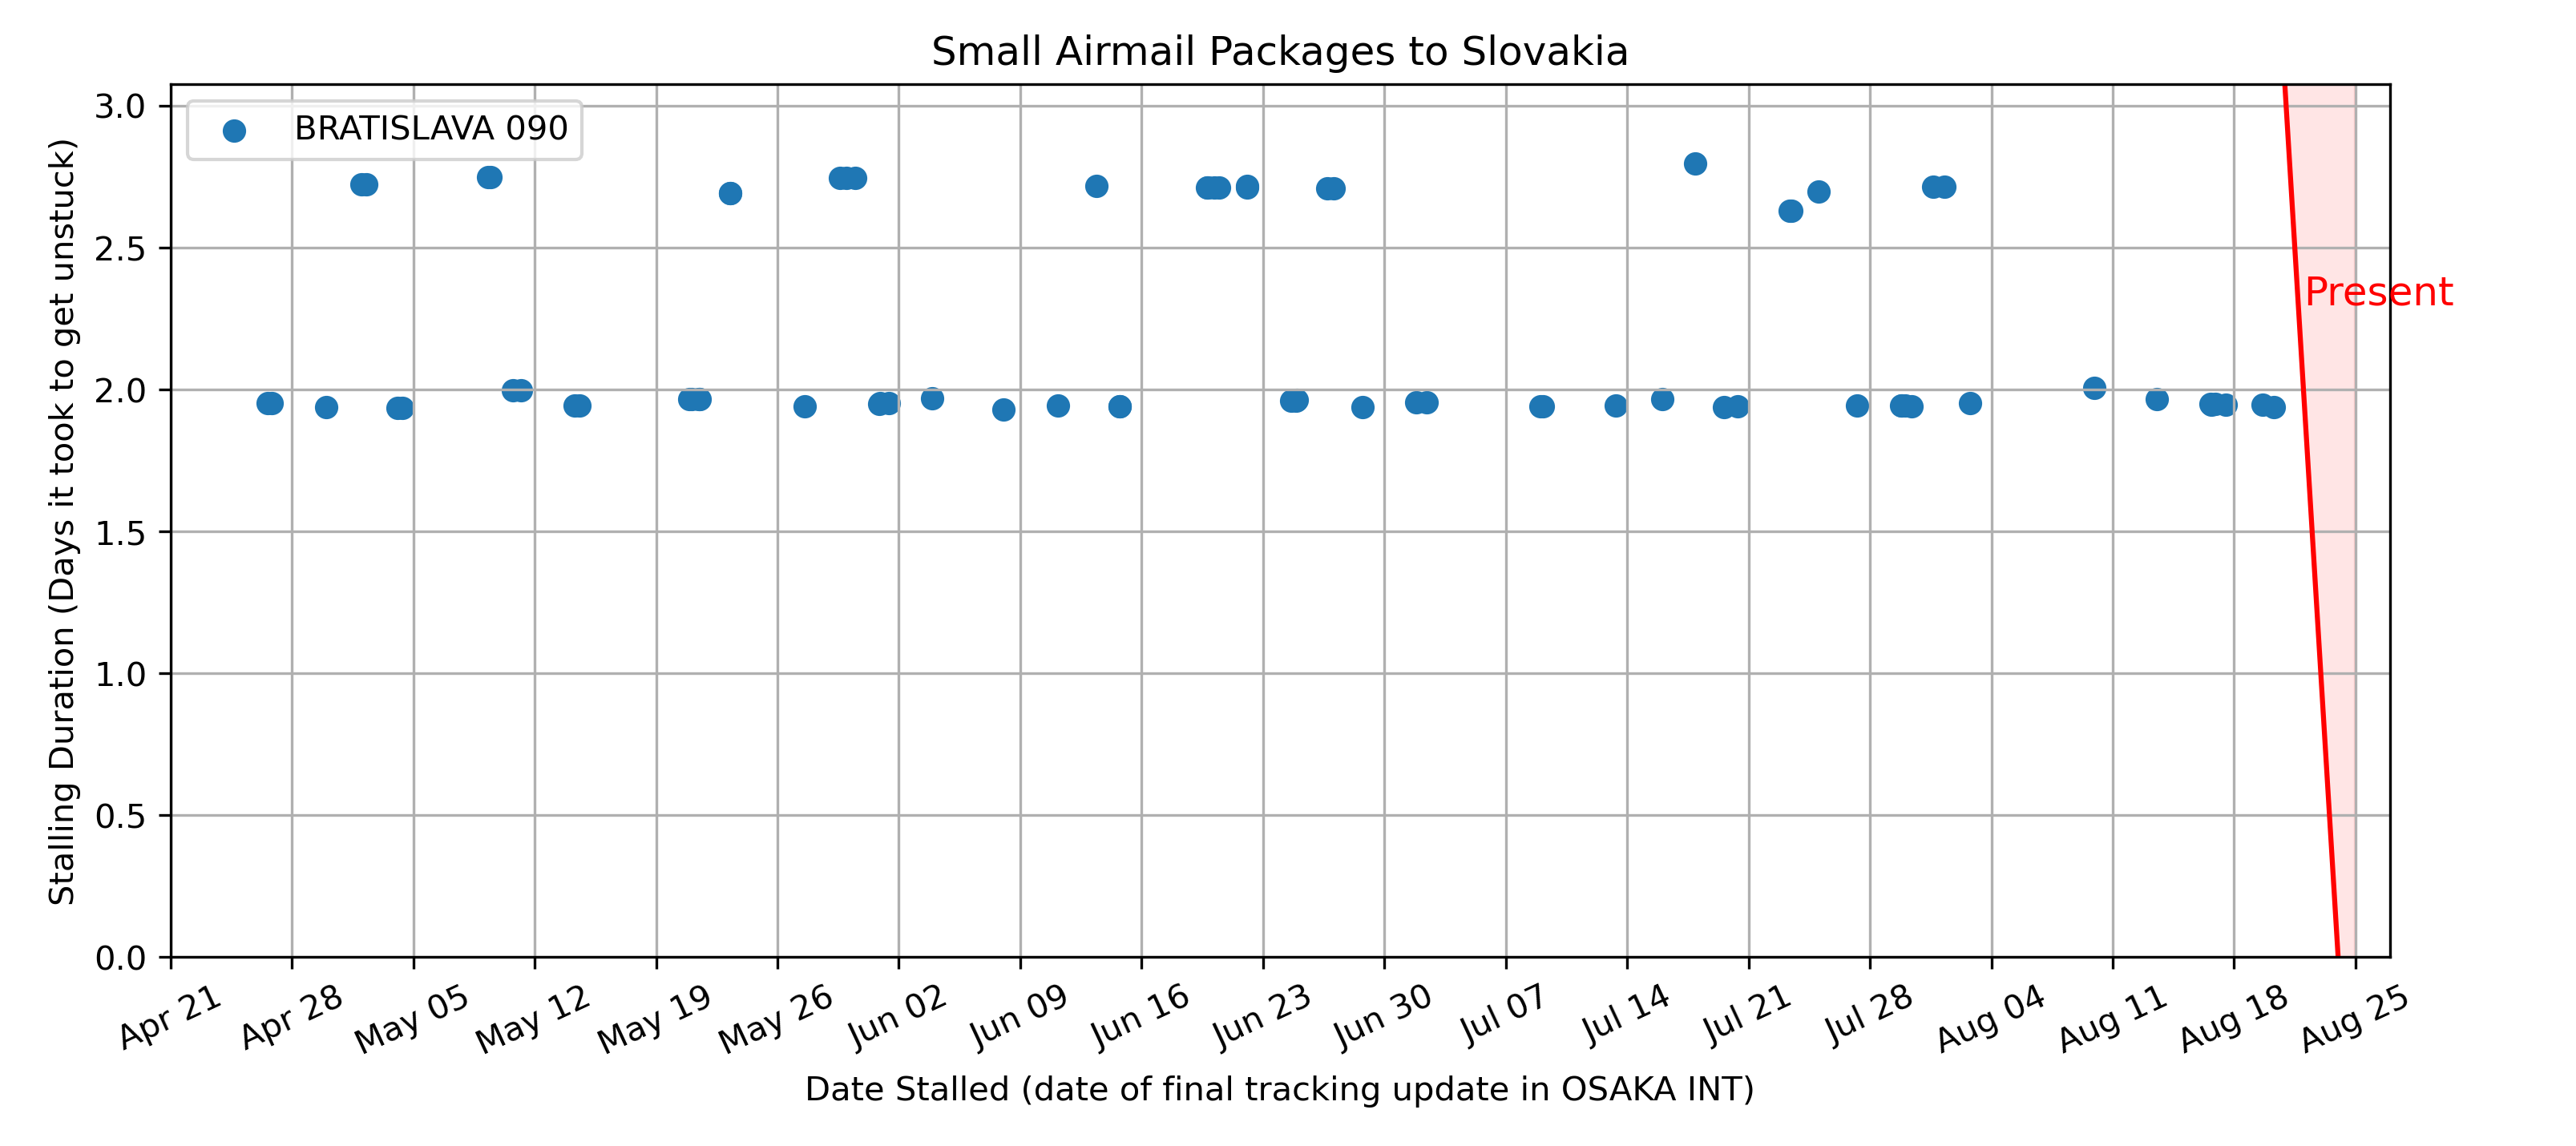 Small Airmail Packages to Slovakia
BRATISLAVA 090
Present
Stalling Duration (Days it took to get unstuck)
3.0
2.5
2.0
1.5
1.0
0.5
0.0
Apr 21 Apr 28 May 05 May 12 May 19 May 26 Jun 02 Jun 09 Jun 16 Jun 23 Jun 30 Jul 07 Jul 14 Jul 21 Jul 28 Aug 04 Aug 11 Aug 18 Aug 25
Date Stalled (date of final tracking update in OSAKA INT)